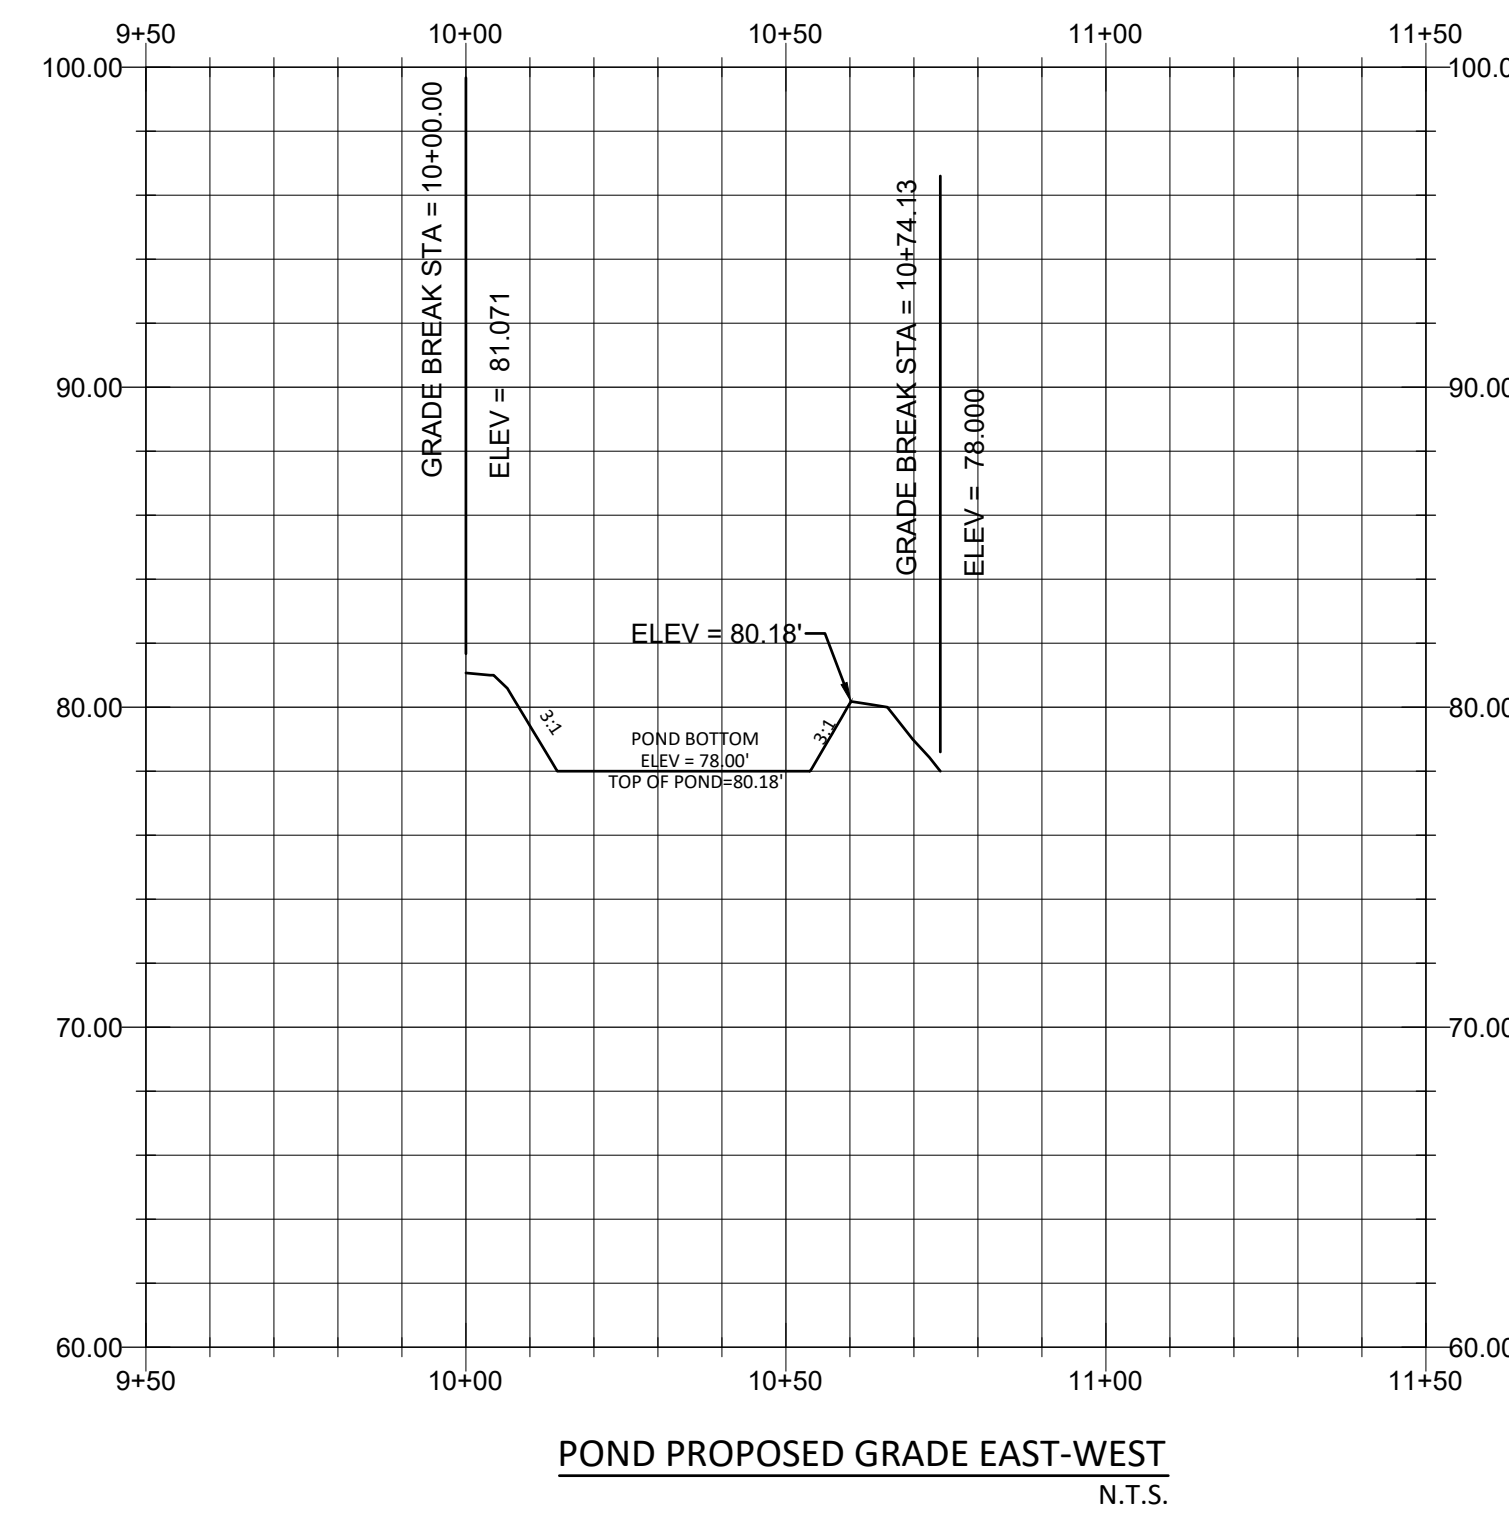 9+50 10+00 10+50 11+00 11+50
100.00 100.0
GRADE BREAK STA = 10+00.00
ELEV = 81.071
GRADE BREAK STA = 10+74.13
ELEV = 78.000
90.00 90.00
ELEV = 80.18'
80.00 80.00
3:1
3:1
POND BOTTOM
ELEV = 78.00'
TOP OF POND=80.18'
70.00 70.00
60.00 60.00
9+50 10+00 10+50 11+00 11+50
POND PROPOSED GRADE EAST-WEST
N.T.S.